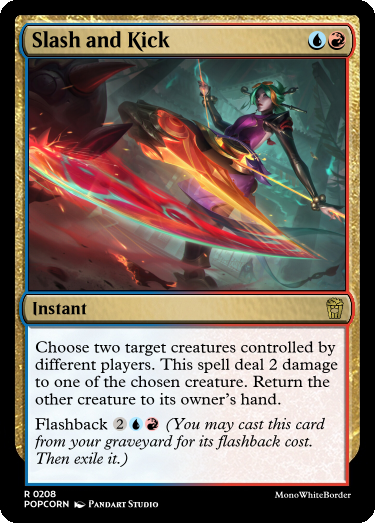 Slash and Kick
Instant
Choose two target creatures controlled by
different players. This spell deal 2 damage
to one of the chosen creature. Return the
other creature to its owner's hand.
Flashback 2 (You may cast this card
from your graveyard for its flashback cost.
Then exile it.)
R 0208
POPCORN PANDART STUDIO
MonoWhiteBorder